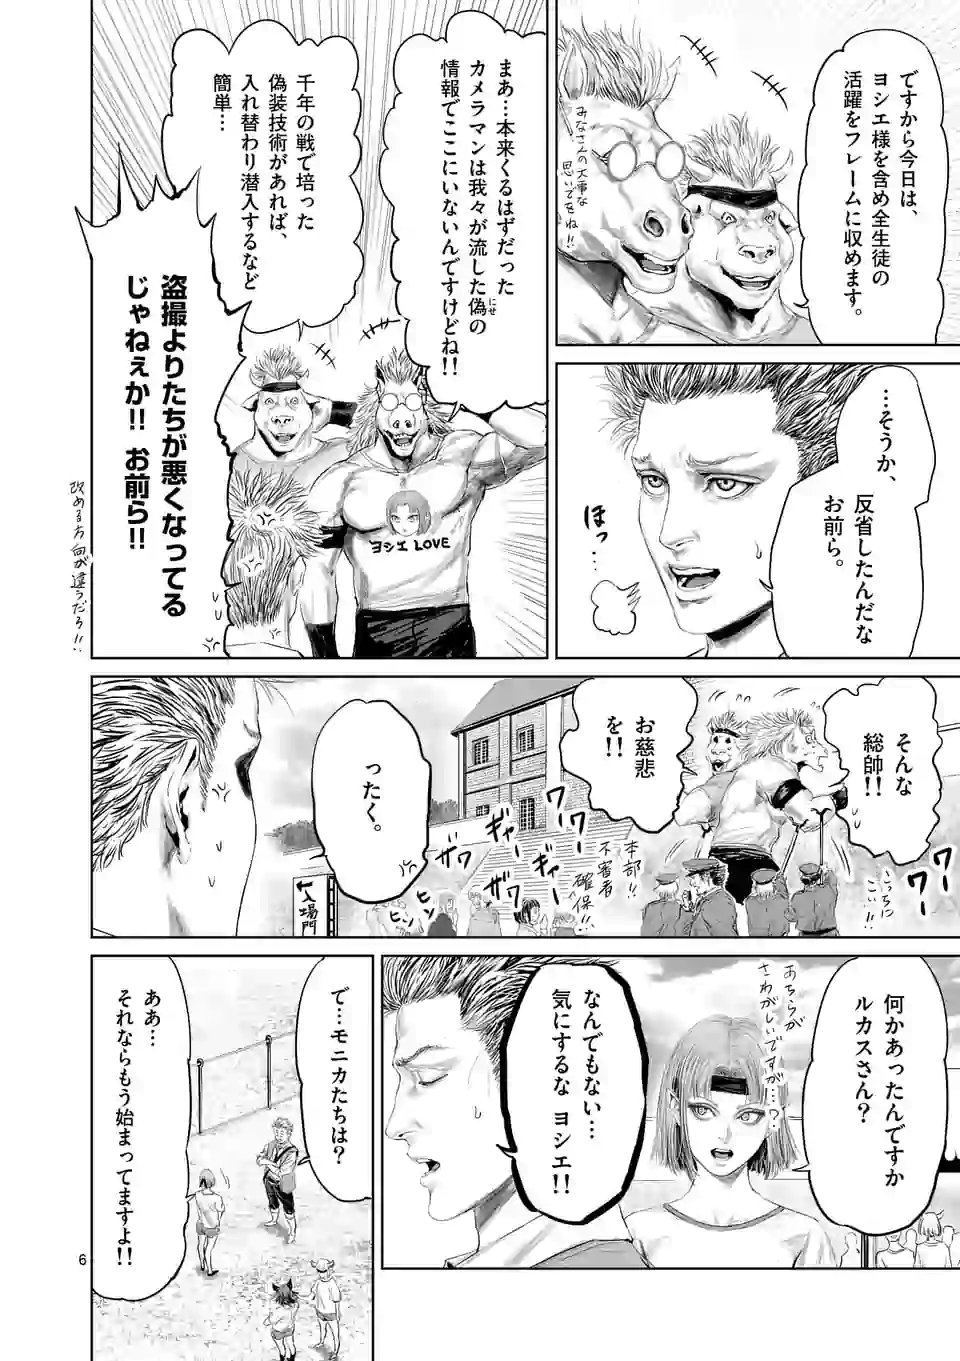 ですから今日は、
ヨシエ様を含め全生徒の
活躍をフレームに収めます。
みなさんの大事な
思いでをね!!
…そうか、
反省したんだな
お前ら。
ほっ…
まあ…本来くるはずだった
カメラマンは我々が流した偽の
にせ
情報でここにいないんですけどね!!
千年の戦で培った
偽装技術があれば、
入れ替わり潜入するなど
簡単…
ヨシエ LOVE
盗撮よりたちが悪くなってる
じゃねぇか!! お前ら!!
改める方向が違うだろ!!
そんな
総帥!!
お慈悲
を!!
ワー
ワー
こっちに
こい!!
本部!!
不審者
確保!!
ギャー
ギャー
ザワ
ザワ
ヒソ
ヒソ
入場門
ったく。
何かあったんですか
ルカスさん?
あちらが
さわがしいですが…?
なんでもない…
気にするな ヨシエ!!
で…モニカたちは?
ああ…
それならもう始まってますよ!!
6